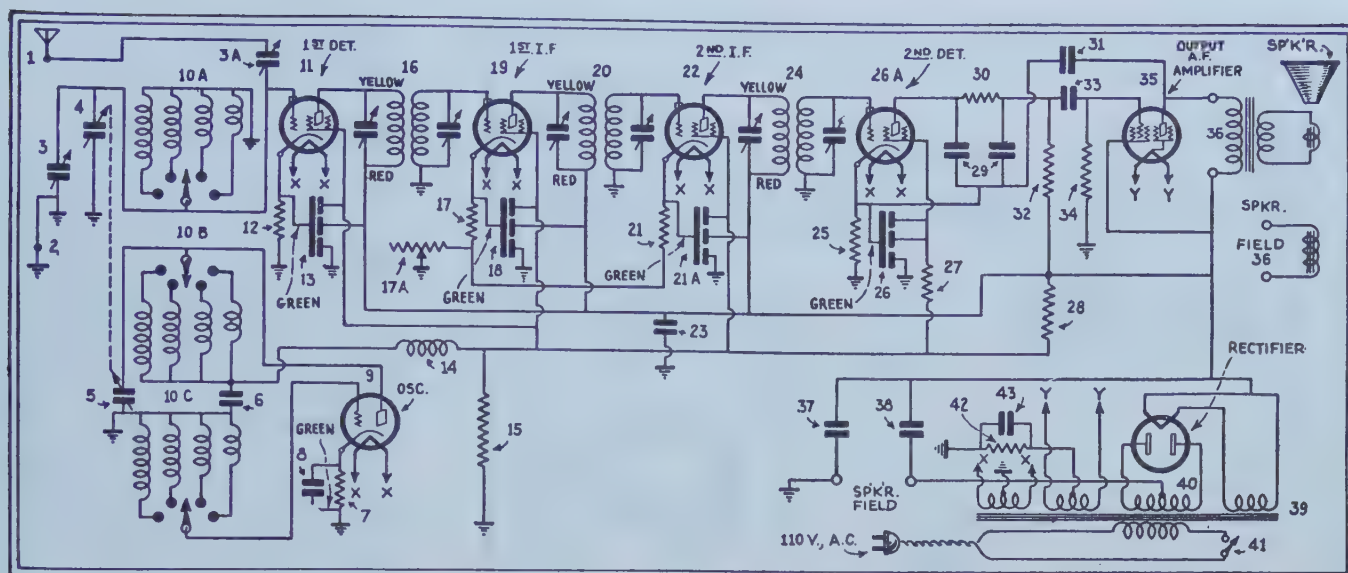 1
3A
10A
4
3
2
10B
1ST DET.
11
16
YELLOW
RED
12
13
GREEN
X X
1ST I.F
19
20
YELLOW
RED
17
17A
18
GREEN
X X
2ND I.F.
22
24
YELLOW
RED
21
21A
GREEN
X X
2ND DET.
26A
30
29
25
26
27
GREEN
X X
31
33
32
34
28
OUTPUT
A.F.
AMPLIFIER
35
Y Y
36
SP'K'R.
SPKR.
FIELD
36
23
14
15
5
10C
6
9
OSC.
GREEN
8
7
X X
37
38
SP'K'R.
FIELD
42
43
X X
Y Y
RECTIFIER
40
39
110 V., A.C.
41